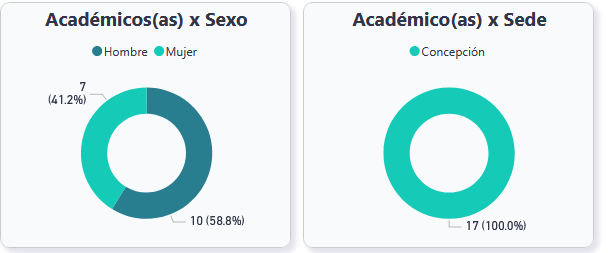 Académicos(as) x Sexo
Hombre Mujer
7
(41.2%)
10 (58.8%)
Académico(as) x Sede
Concepción
17 (100.0%)